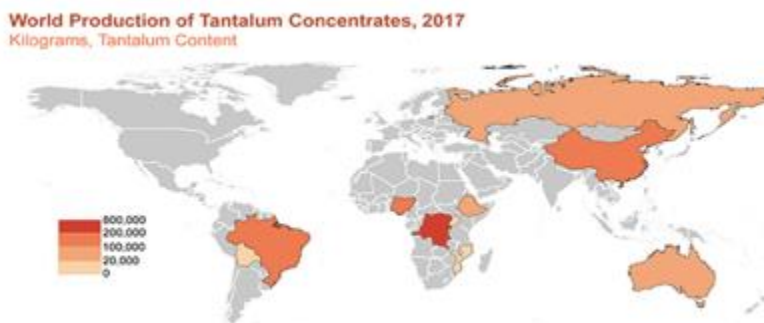 World Production of Tantalum Concentrates, 2017
Kilograms, Tantalum Content
800,000
200,000
100,000
20,000
0